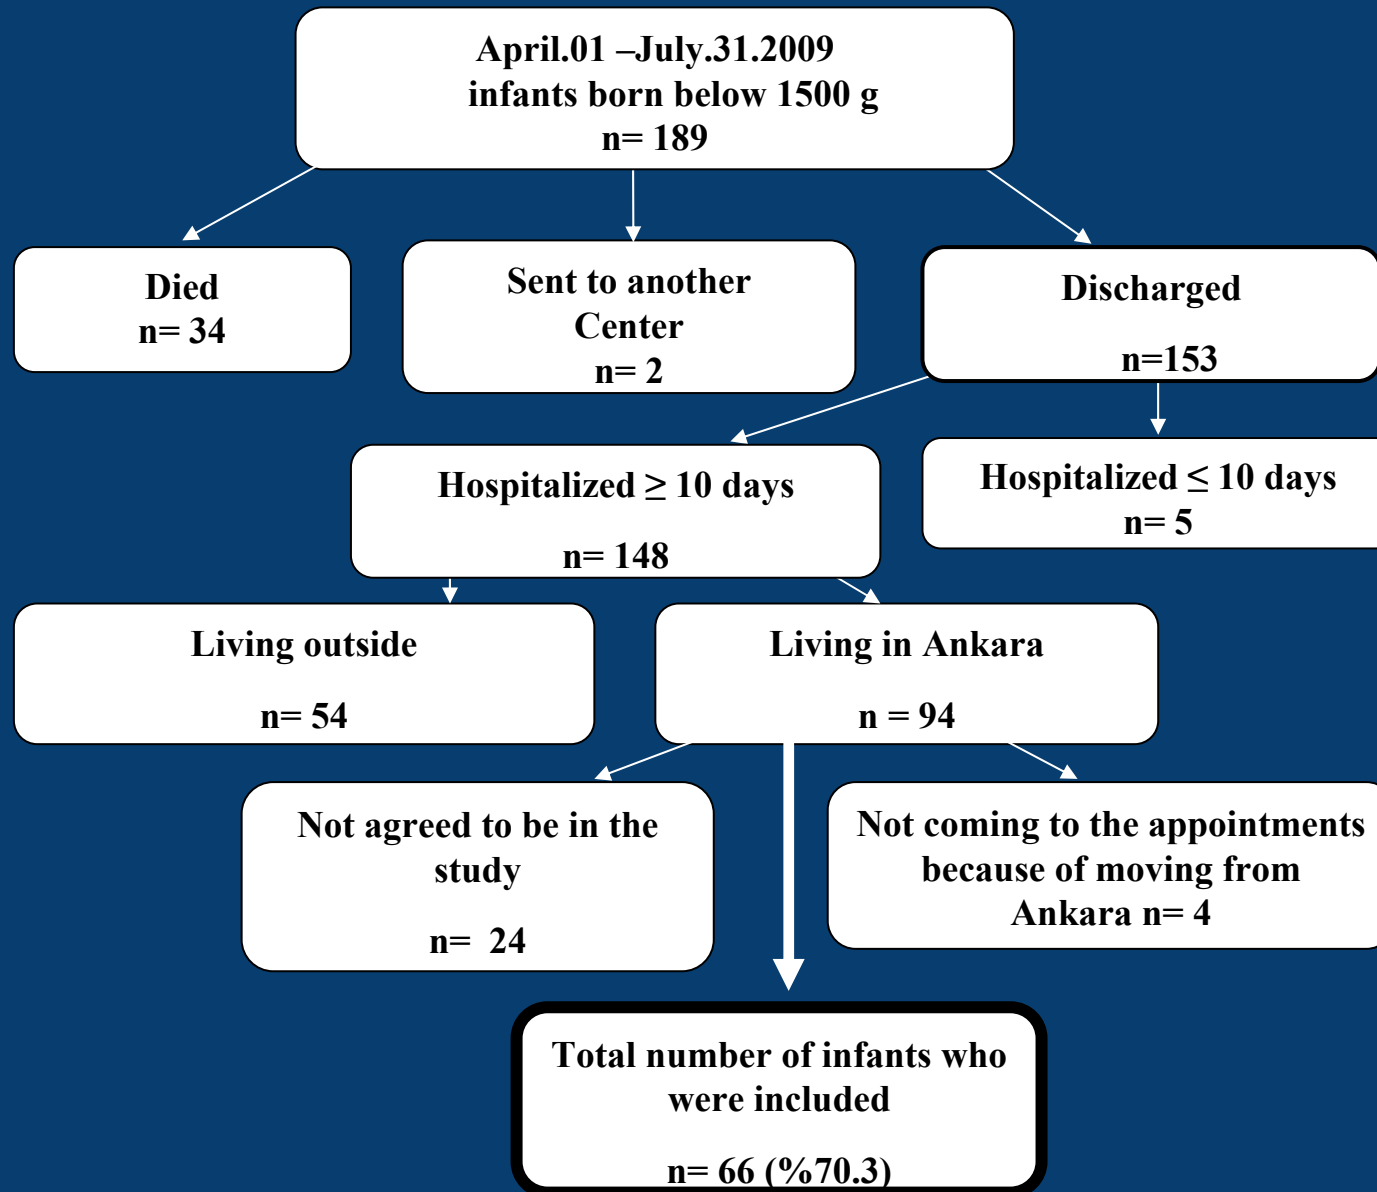 April.01 –July.31.2009
infants born below 1500 g
n= 189
Died
n= 34
Sent to another
Center
n= 2
Discharged
n=153
Hospitalized ≥ 10 days
n= 148
Hospitalized ≤ 10 days
n= 5
Living outside
n= 54
Living in Ankara
n = 94
Not agreed to be in the
study
n=  24
Not coming to the appointments
because of moving from
Ankara n= 4
Total number of infants who
were included
n= 66 (%70.3)